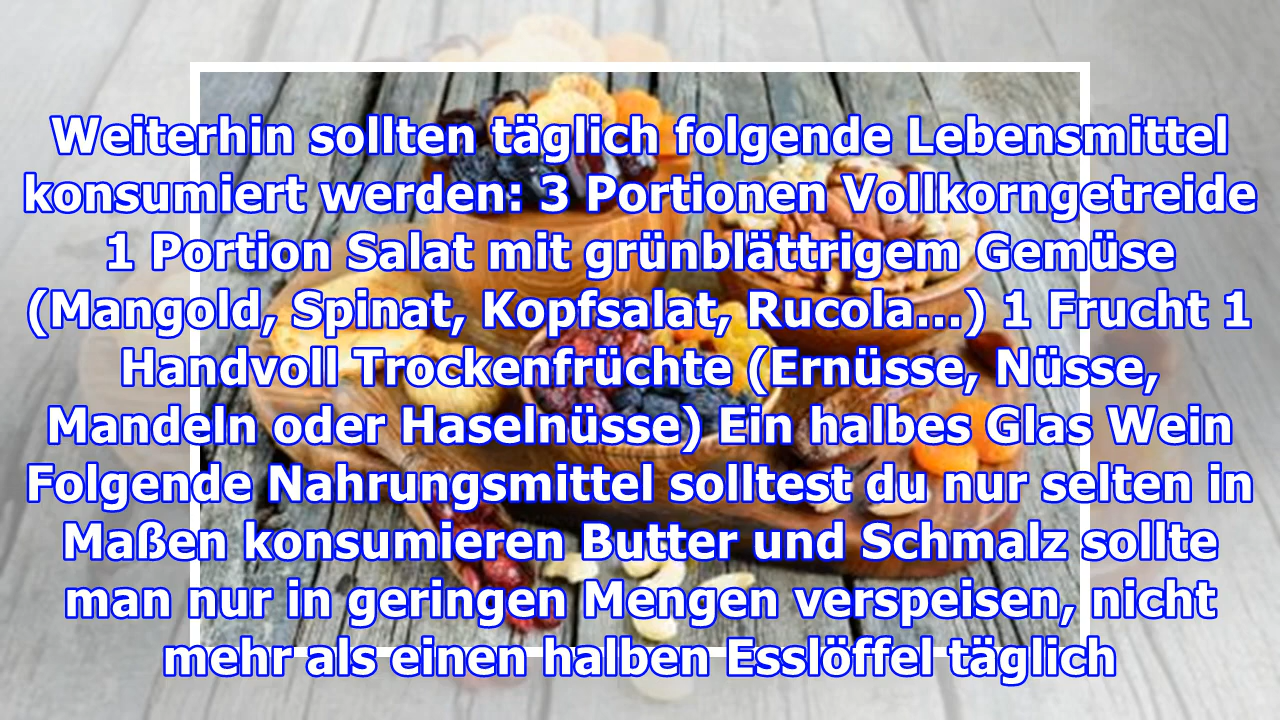 Weiterhin sollten täglich folgende Lebensmittel
konsumiert werden: 3 Portionen Vollkorngetreide
1 Portion Salat mit grünblättrigem Gemüse
(Mangold, Spinat, Kopfsalat, Rucola...) 1 Frucht 1
Handvoll Trockenfrüchte (Ernüsse, Nüsse,
Mandeln oder Haselnüsse) Ein halbes Glas Wein
Folgende Nahrungsmittel solltest du nur selten in
Maßen konsumieren Butter und Schmalz sollte
man nur in geringen Mengen verspeisen, nicht
mehr als einen halben Esslöffel täglich